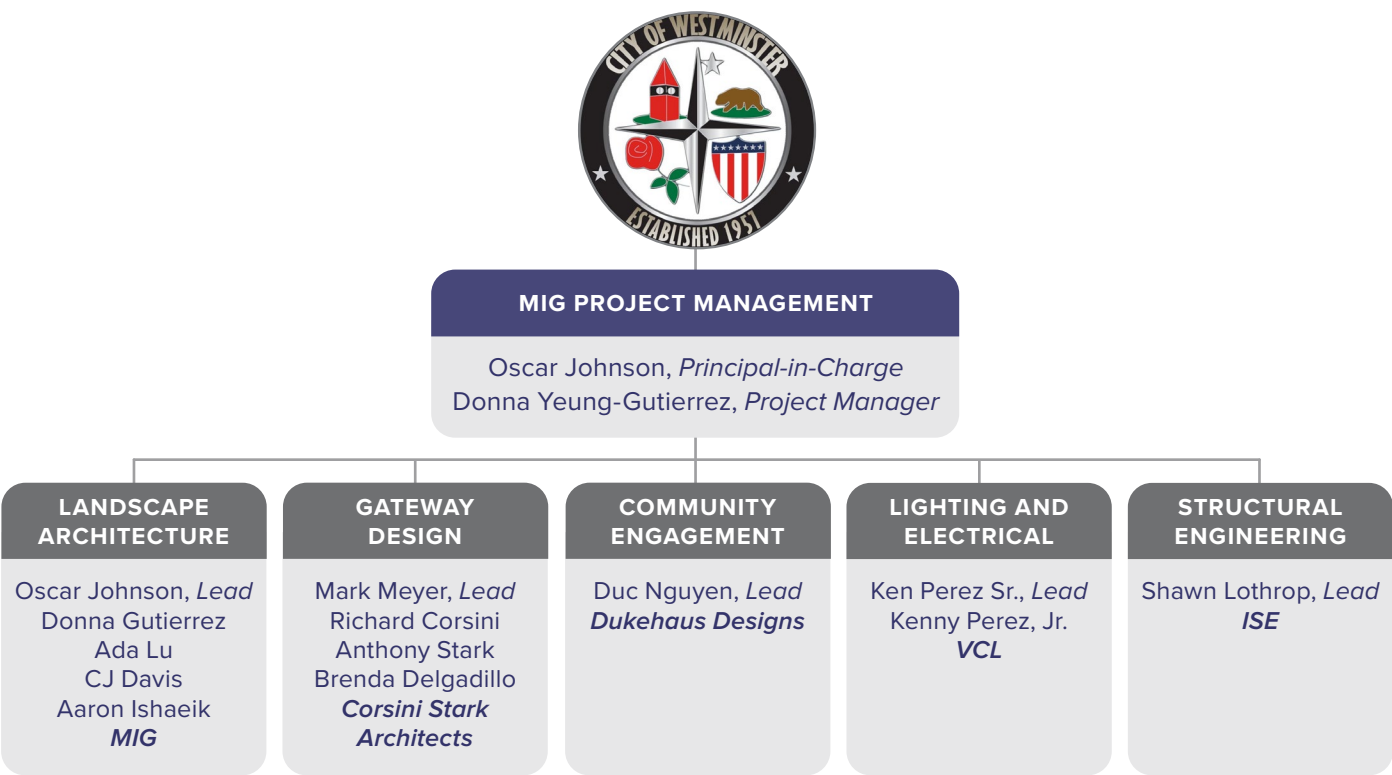 CITY OF WESTMINSTER
ESTABLISHED 1957
MIG PROJECT MANAGEMENT
Oscar Johnson, Principal-in-Charge
Donna Yeung-Gutierrez, Project Manager
LANDSCAPE
ARCHITECTURE
Oscar Johnson, Lead
Donna Gutierrez
Ada Lu
CJ Davis
Aaron Ishaeik
MIG
GATEWAY
DESIGN
Mark Meyer, Lead
Richard Corsini
Anthony Stark
Brenda Delgadillo
Corsini Stark
Architects
COMMUNITY
ENGAGEMENT
Duc Nguyen, Lead
Dukehaus Designs
LIGHTING AND
ELECTRICAL
Ken Perez Sr., Lead
Kenny Perez, Jr.
VCL
STRUCTURAL
ENGINEERING
Shawn Lothrop, Lead
ISE